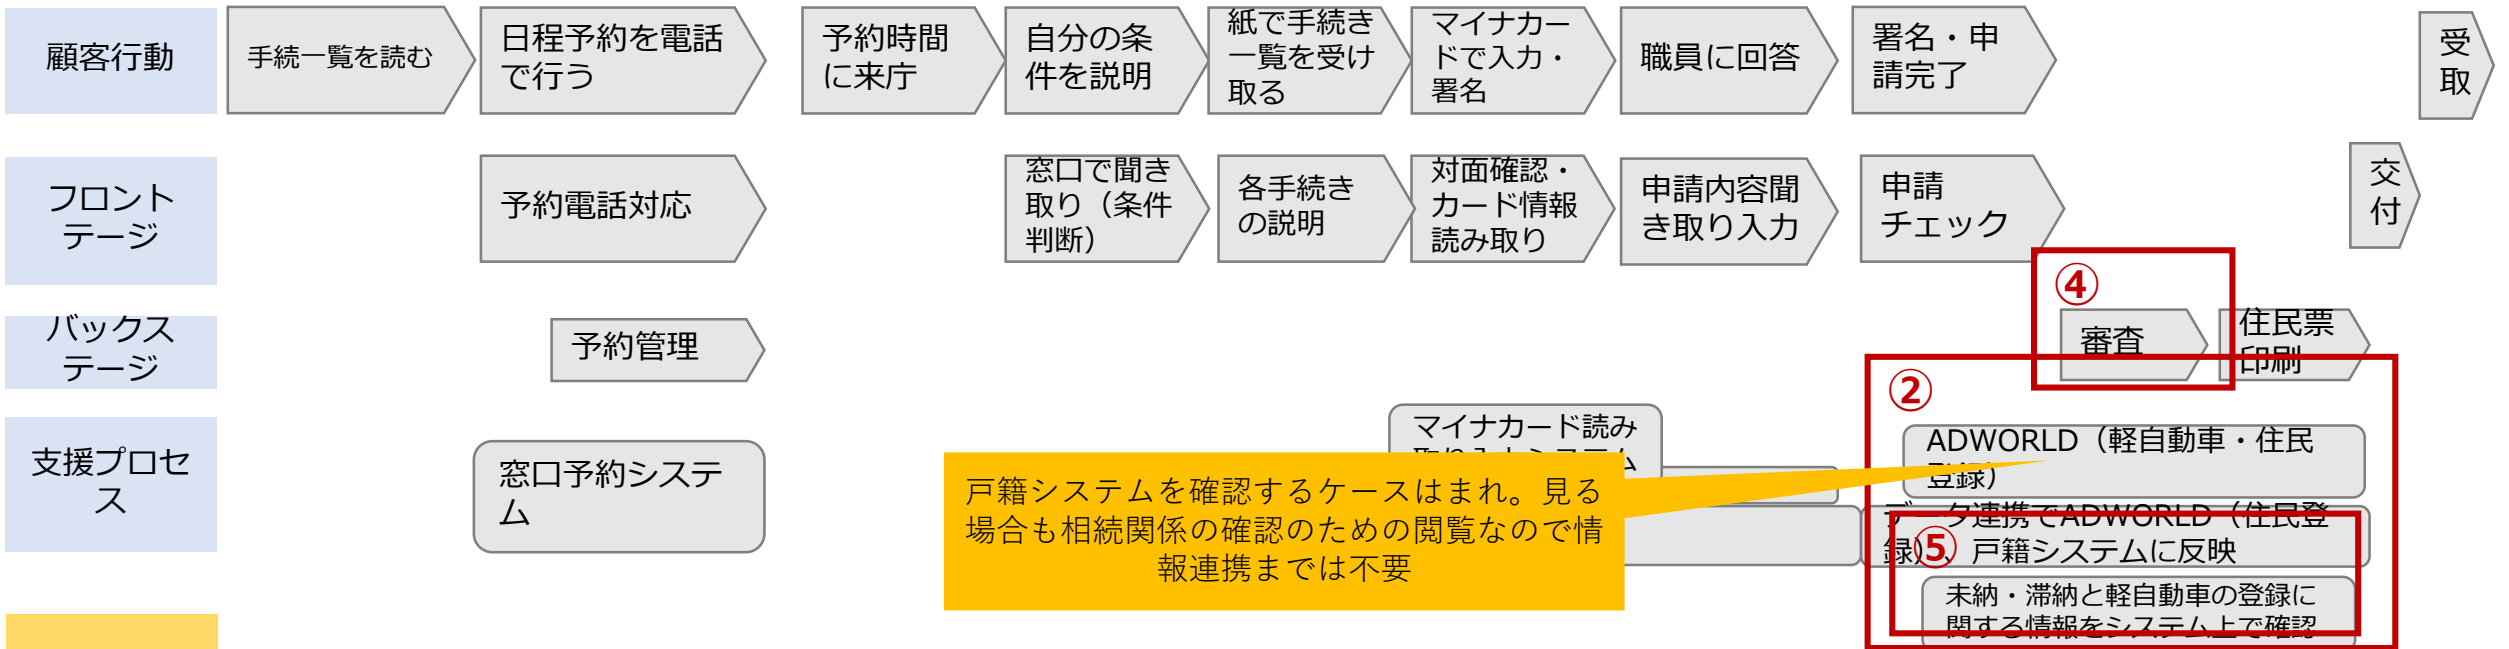 顧客行動
手続一覧を読む
日程予約を電話
で行う
予約時間
に来庁
自分の条
件を説明
紙で手続き
一覧を受け
取る
マイナカー
ドで入力・
署名
職員に回答
署名・申
請完了
受
取
フロント
テージ
予約電話対応
窓口で聞き
取り（条件
判断）
各手続き
の説明
対面確認・
カード情報
読み取り
申請内容聞
き取り入力
申請
チェック
交
付
バックス
テージ
予約管理
④
審査
住民票
印刷
支援プロセ
ス
窓口予約システ
ム
マイナカード読み
取り入力システム
戸籍システムを確認するケースはまれ。見る
場合も相続関係の確認のための閲覧なので情
報連携までは不要
②
ADWORLD（軽自動車・住民
登録）
データ連携でADWORLD（住民登
録）、戸籍システムに反映
⑤
未納・滞納と軽自動車の登録に
関する情報をシステム上で確認